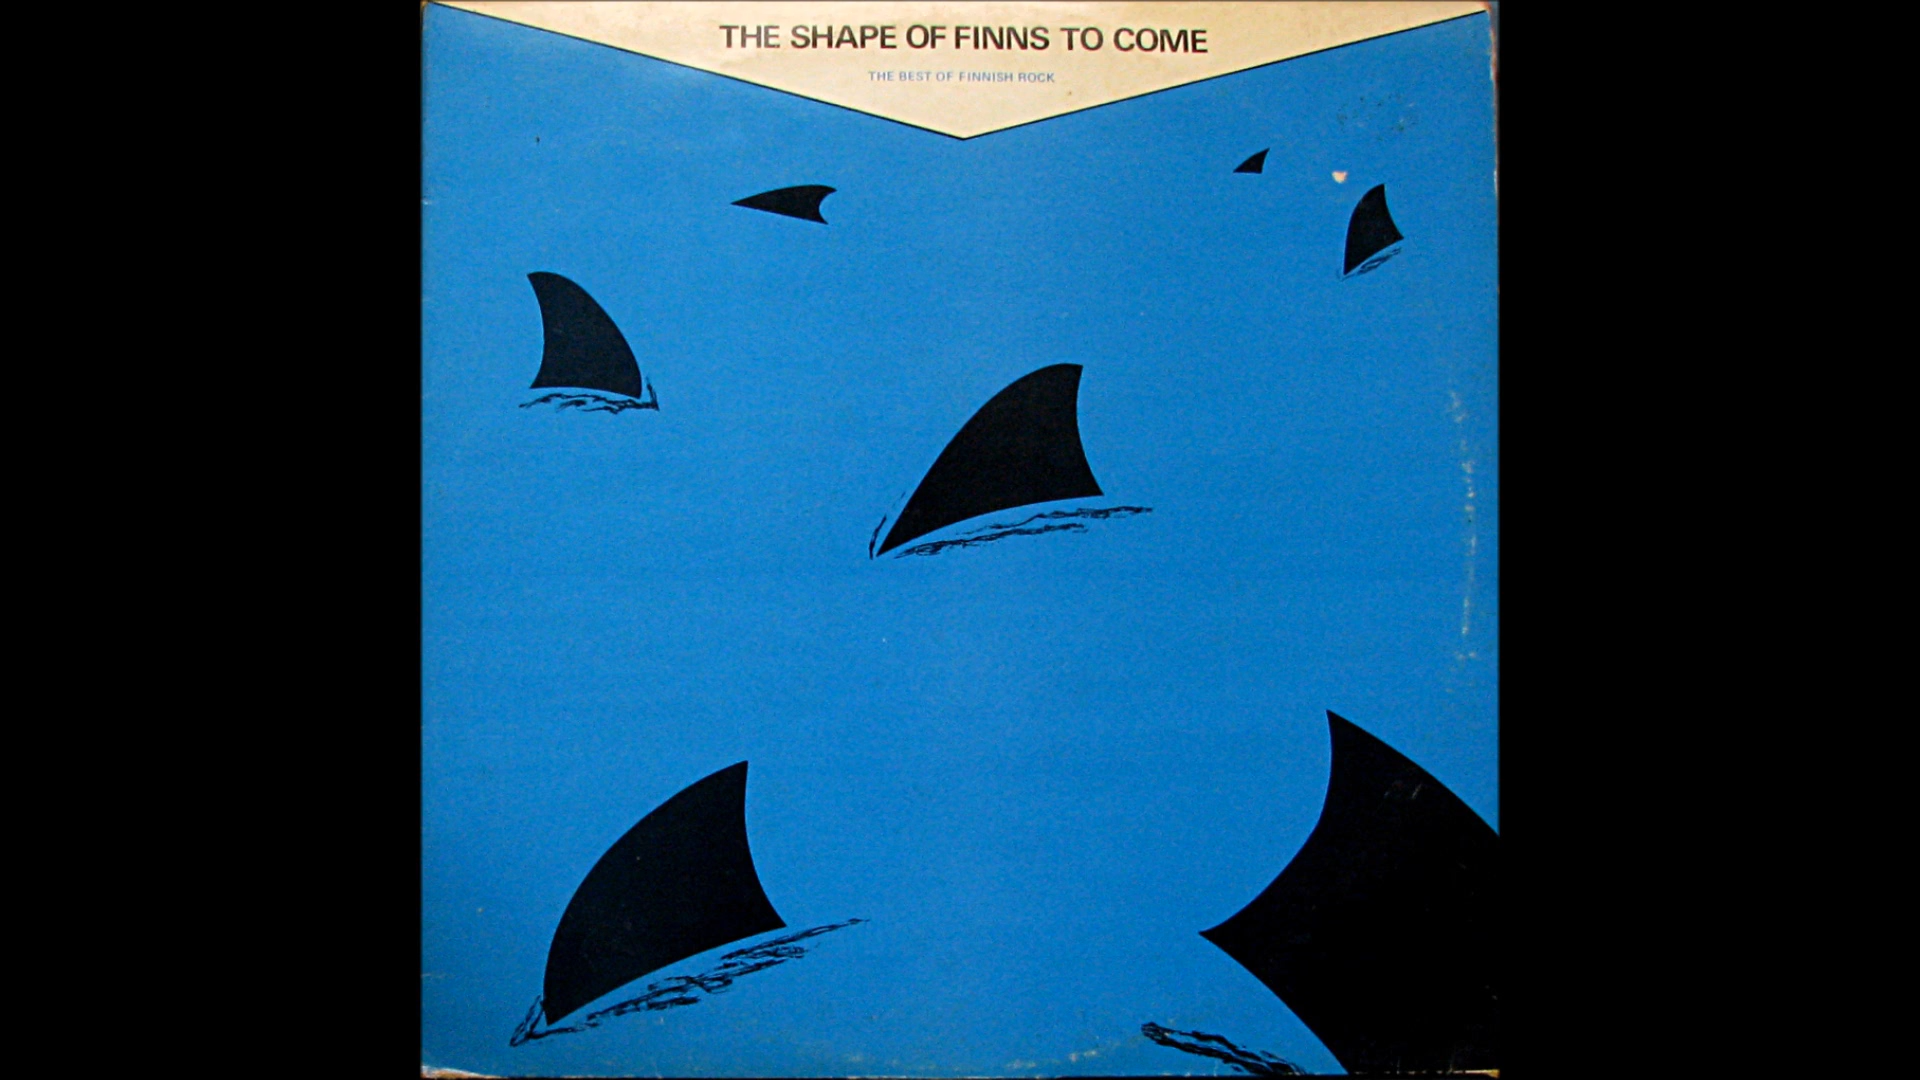 THE SHAPE OF FINNS TO COME
THE BEST OF FINNISH ROCK